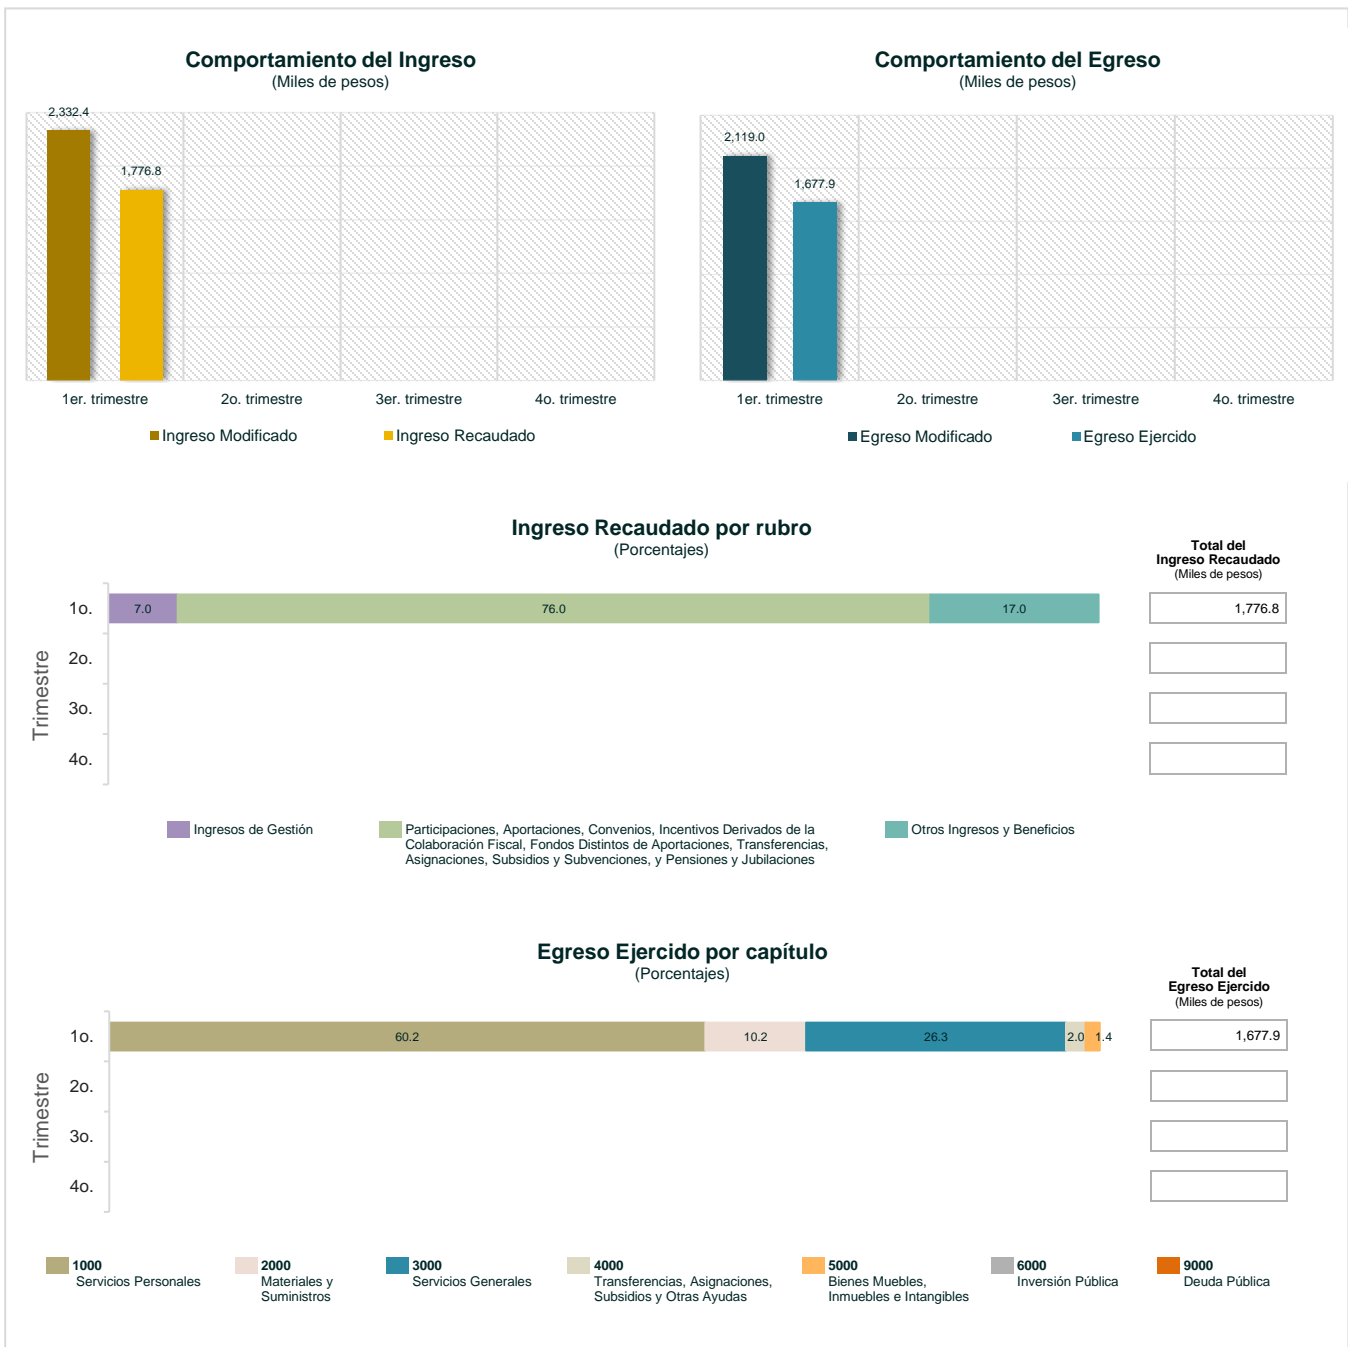 Comportamiento del Ingreso
(Miles de pesos)
2,332.4
1,776.8
1er. trimestre
2o. trimestre
3er. trimestre
4o. trimestre
Ingreso Modificado
Ingreso Recaudado
Comportamiento del Egreso
(Miles de pesos)
2,119.0
1,677.9
1er. trimestre
2o. trimestre
3er. trimestre
4o. trimestre
Egreso Modificado
Egreso Ejercido
Ingreso Recaudado por rubro
(Porcentajes)
Total del
Ingreso Recaudado
(Miles de pesos)
Trimestre
1o.
7.0
76.0
17.0
1,776.8
2o.
3o.
4o.
Ingresos de Gestión
Participaciones, Aportaciones, Convenios, Incentivos Derivados de la
Colaboración Fiscal, Fondos Distintos de Aportaciones, Transferencias,
Asignaciones, Subsidios y Subvenciones, y Pensiones y Jubilaciones
Otros Ingresos y Beneficios
Egreso Ejercido por capítulo
(Porcentajes)
Total del
Egreso Ejercido
(Miles de pesos)
Trimestre
1o.
60.2
10.2
26.3
2.0
1.4
1,677.9
2o.
3o.
4o.
1000
Servicios Personales
2000
Materiales y
Suministros
3000
Servicios Generales
4000
Transferencias, Asignaciones,
Subsidios y Otras Ayudas
5000
Bienes Muebles,
Inmuebles e Intangibles
6000
Inversión Pública
9000
Deuda Pública